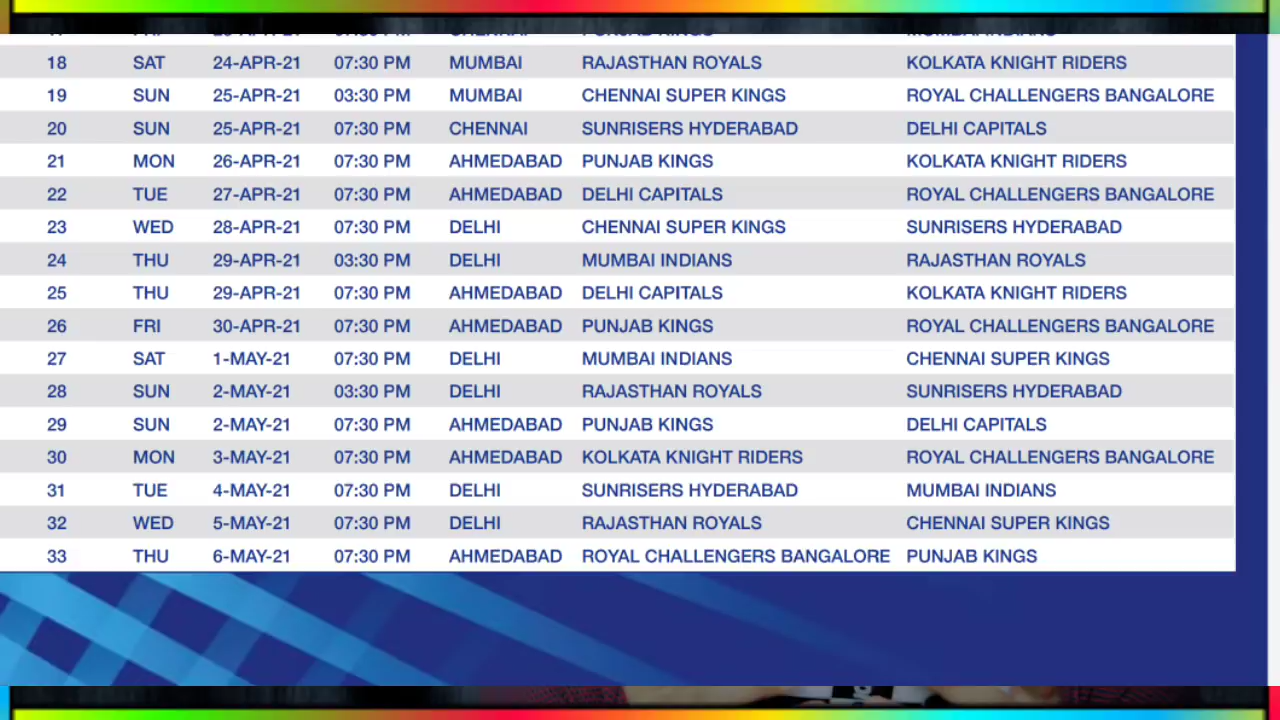 18 SAT 24-APR-21 07:30 PM MUMBAI RAJASTHAN ROYALS KOLKATA KNIGHT RIDERS
19 SUN 25-APR-21 03:30 PM MUMBAI CHENNAI SUPER KINGS ROYAL CHALLENGERS BANGALORE
20 SUN 25-APR-21 07:30 PM CHENNAI SUNRISERS HYDERABAD DELHI CAPITALS
21 MON 26-APR-21 07:30 PM AHMEDABAD PUNJAB KINGS KOLKATA KNIGHT RIDERS
22 TUE 27-APR-21 07:30 PM AHMEDABAD DELHI CAPITALS ROYAL CHALLENGERS BANGALORE
23 WED 28-APR-21 07:30 PM DELHI CHENNAI SUPER KINGS SUNRISERS HYDERABAD
24 THU 29-APR-21 03:30 PM DELHI MUMBAI INDIANS RAJASTHAN ROYALS
25 THU 29-APR-21 07:30 PM AHMEDABAD DELHI CAPITALS KOLKATA KNIGHT RIDERS
26 FRI 30-APR-21 07:30 PM AHMEDABAD PUNJAB KINGS ROYAL CHALLENGERS BANGALORE
27 SAT 1-MAY-21 07:30 PM DELHI MUMBAI INDIANS CHENNAI SUPER KINGS
28 SUN 2-MAY-21 03:30 PM DELHI RAJASTHAN ROYALS SUNRISERS HYDERABAD
29 SUN 2-MAY-21 07:30 PM AHMEDABAD PUNJAB KINGS DELHI CAPITALS
30 MON 3-MAY-21 07:30 PM AHMEDABAD KOLKATA KNIGHT RIDERS ROYAL CHALLENGERS BANGALORE
31 TUE 4-MAY-21 07:30 PM DELHI SUNRISERS HYDERABAD MUMBAI INDIANS
32 WED 5-MAY-21 07:30 PM DELHI RAJASTHAN ROYALS CHENNAI SUPER KINGS
33 THU 6-MAY-21 07:30 PM AHMEDABAD ROYAL CHALLENGERS BANGALORE PUNJAB KINGS